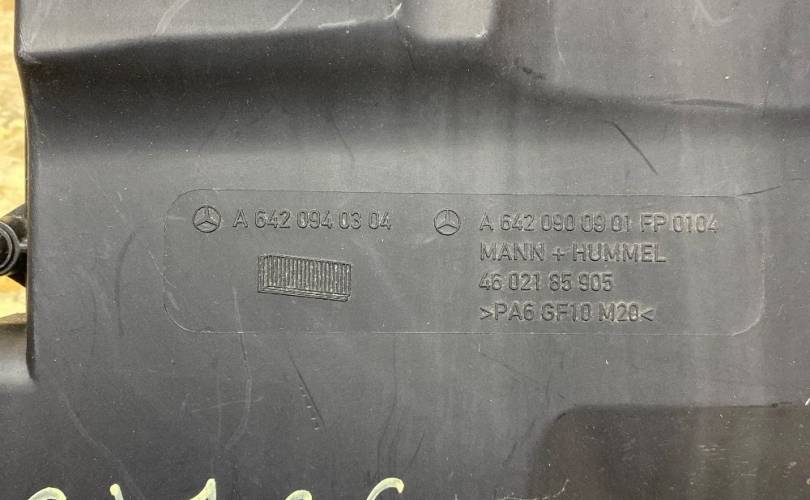 A 642 094 03 04
A 642 090 09 01 FP 0104
MANN + HUMMEL
46 021 85 905
>PA6 GF10 M20<